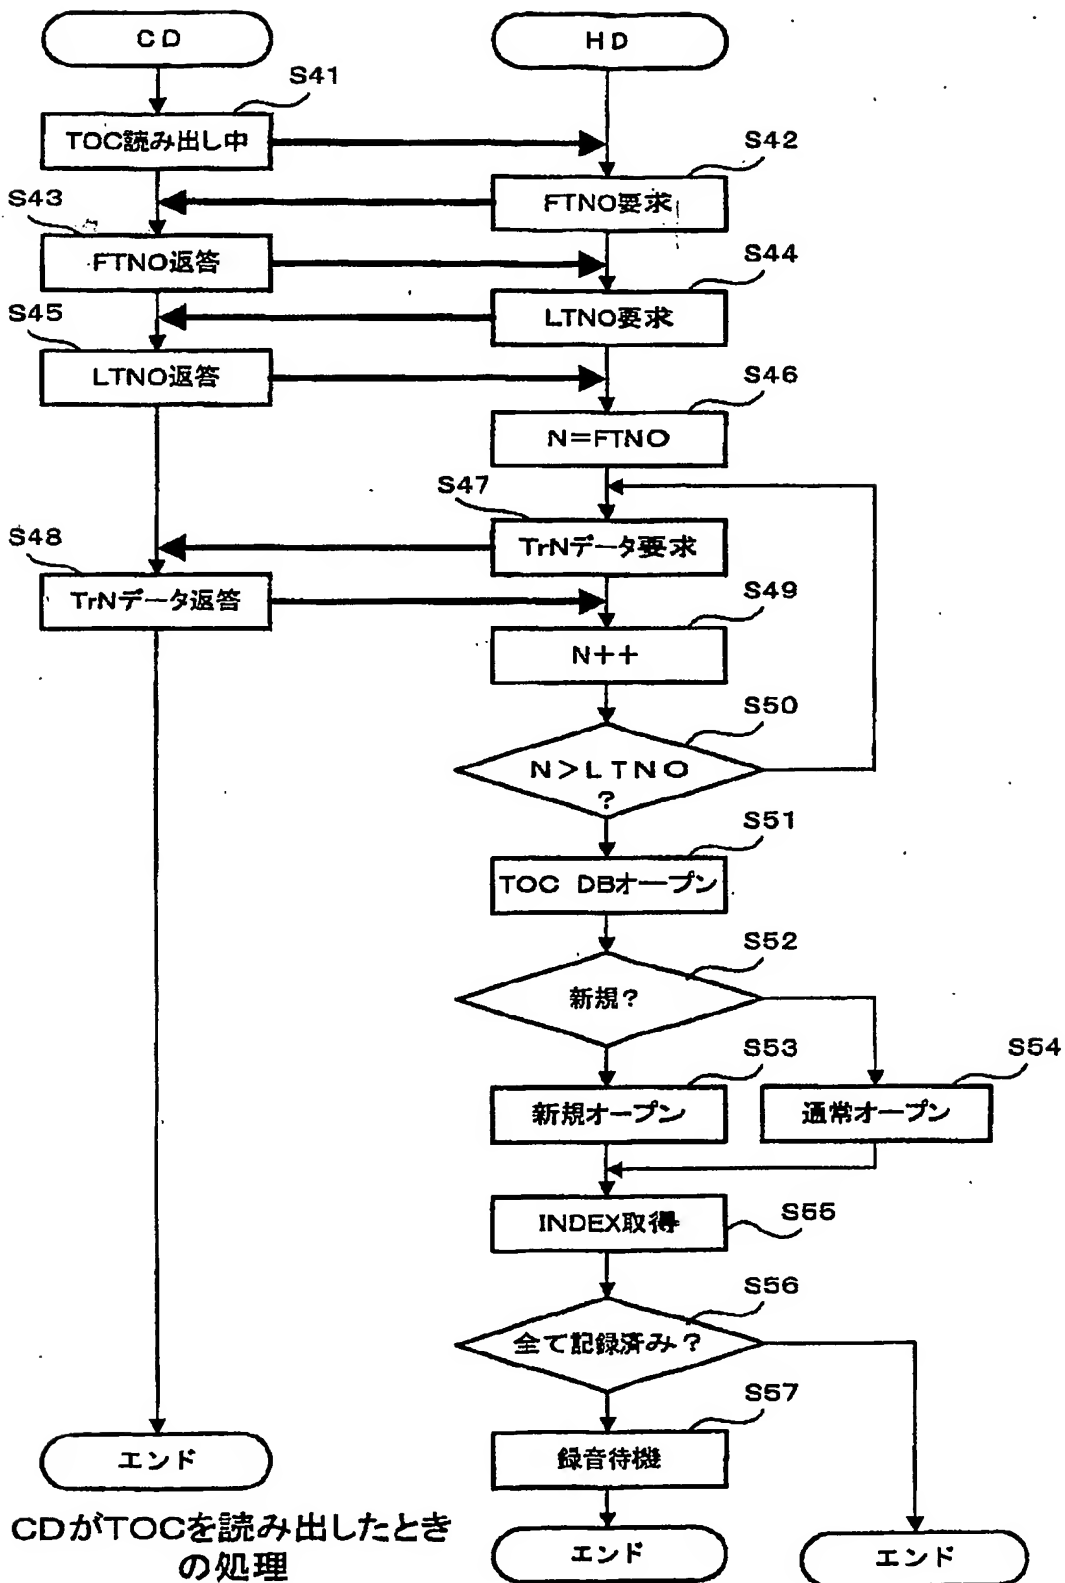 CD
HD
S41
TOC読み出し中
S42
FTNO要求
S43
FTNO返答
S44
LTNO要求
S45
LTNO返答
S46
N=FTNO
S47
TrNデータ要求
S48
TrNデータ返答
S49
N++
S50
N>LTNO
?
S51
TOC DBオープン
S52
新規?
S53
新規オープン
S54
通常オープン
S55
INDEX取得
S56
全て記録済み?
S57
録音待機
エンド
エンド
エンド
CDがTOCを読み出したとき
の処理